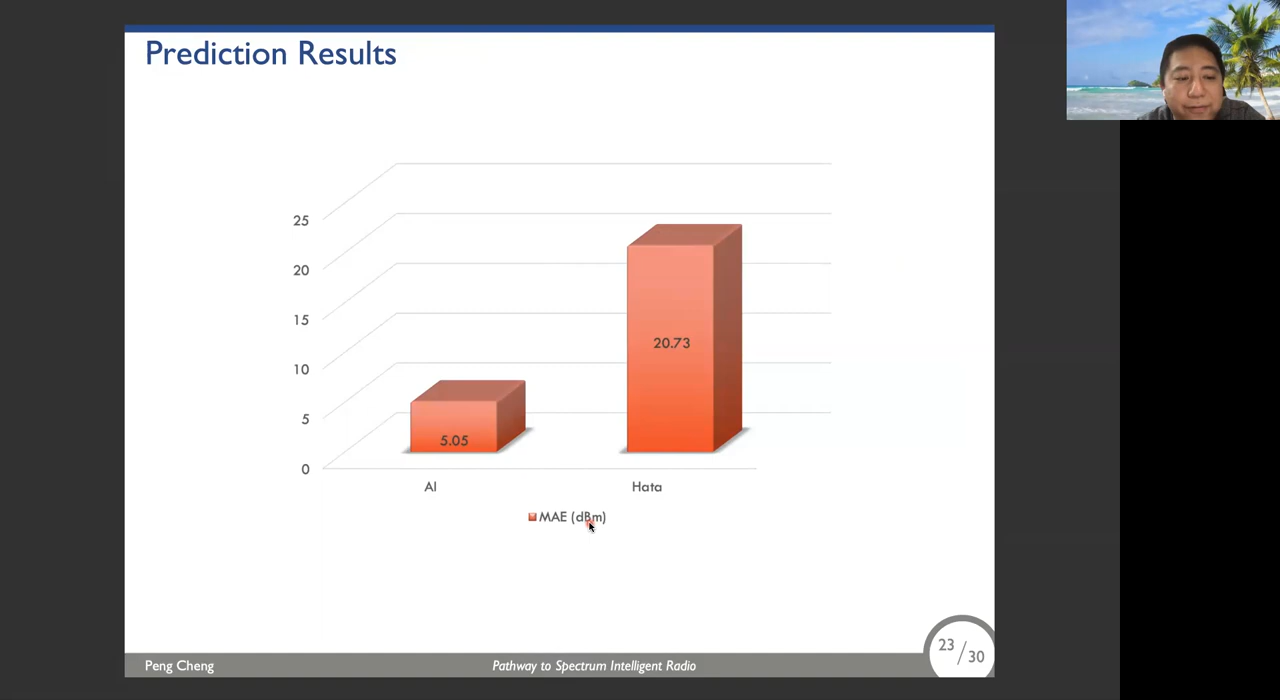 Prediction Results
25
20
15
10
5
0
5.05
20.73
AI
Hata
MAE (dBm)
Peng Cheng
Pathway to Spectrum Intelligent Radio
23/30